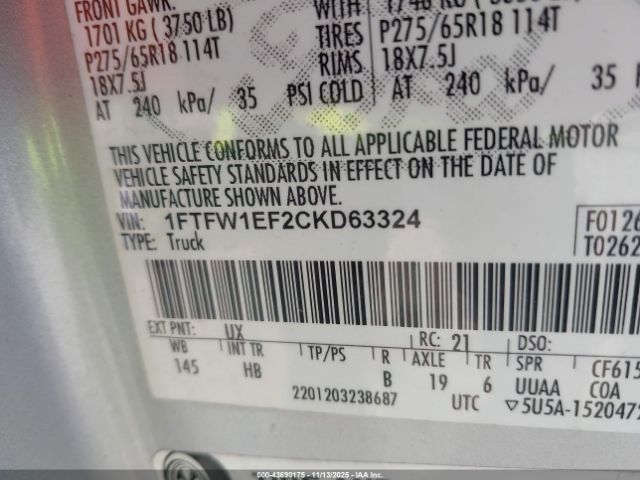 FRONT GAWR:
1701 KG ( 3750 LB)
P275/65R18 114T
18X7.5J
AT 240 kPa/ 35 PSI COLD
WITH
TIRES P275/65R18 114T
RIMS 18X7.5J
AT 240 kPa/ 35
THIS VEHICLE CONFORMS TO ALL APPLICABLE FEDERAL MOTOR
VEHICLE SAFETY STANDARDS IN EFFECT ON THE DATE OF
MANUFACTURE SHOWN ABOVE.
VIN: 1FTFW1EF2CKD63324
TYPE: Truck
F0126
T0262
EXT PNT: UX RC: 21 DSO:
WB INT TR TP/PS R AXLE TR SPR CF615
145 HB B 19 6 UUAA COA
2201203238687 UTC ▽5U5A-1520472
00-43690175 - 11/13/2025 - IAA Inc.